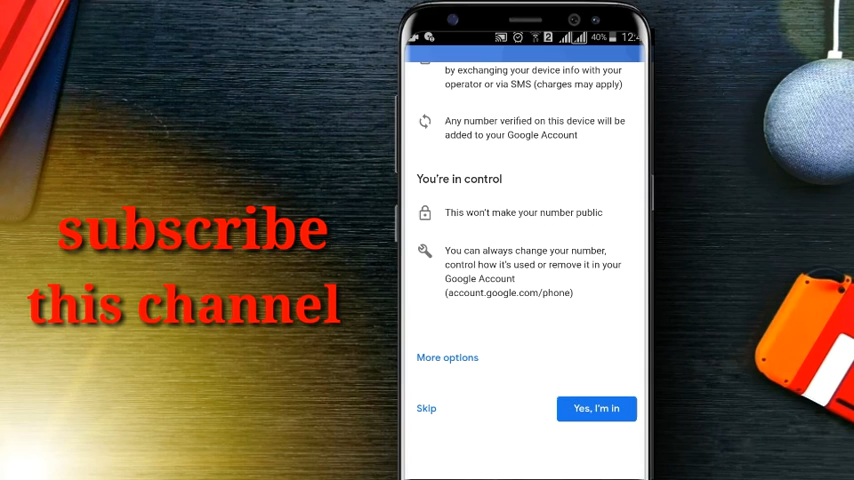 subscribe
this channel
40%
by exchanging your device info with your
operator or via SMS (charges may apply)
Any number verified on this device will be
added to your Google Account
You're in control
This won't make your number public
You can always change your number,
control how it's used or remove it in your
Google Account
(account.google.com/phone)
More options
Skip
Yes, I'm in